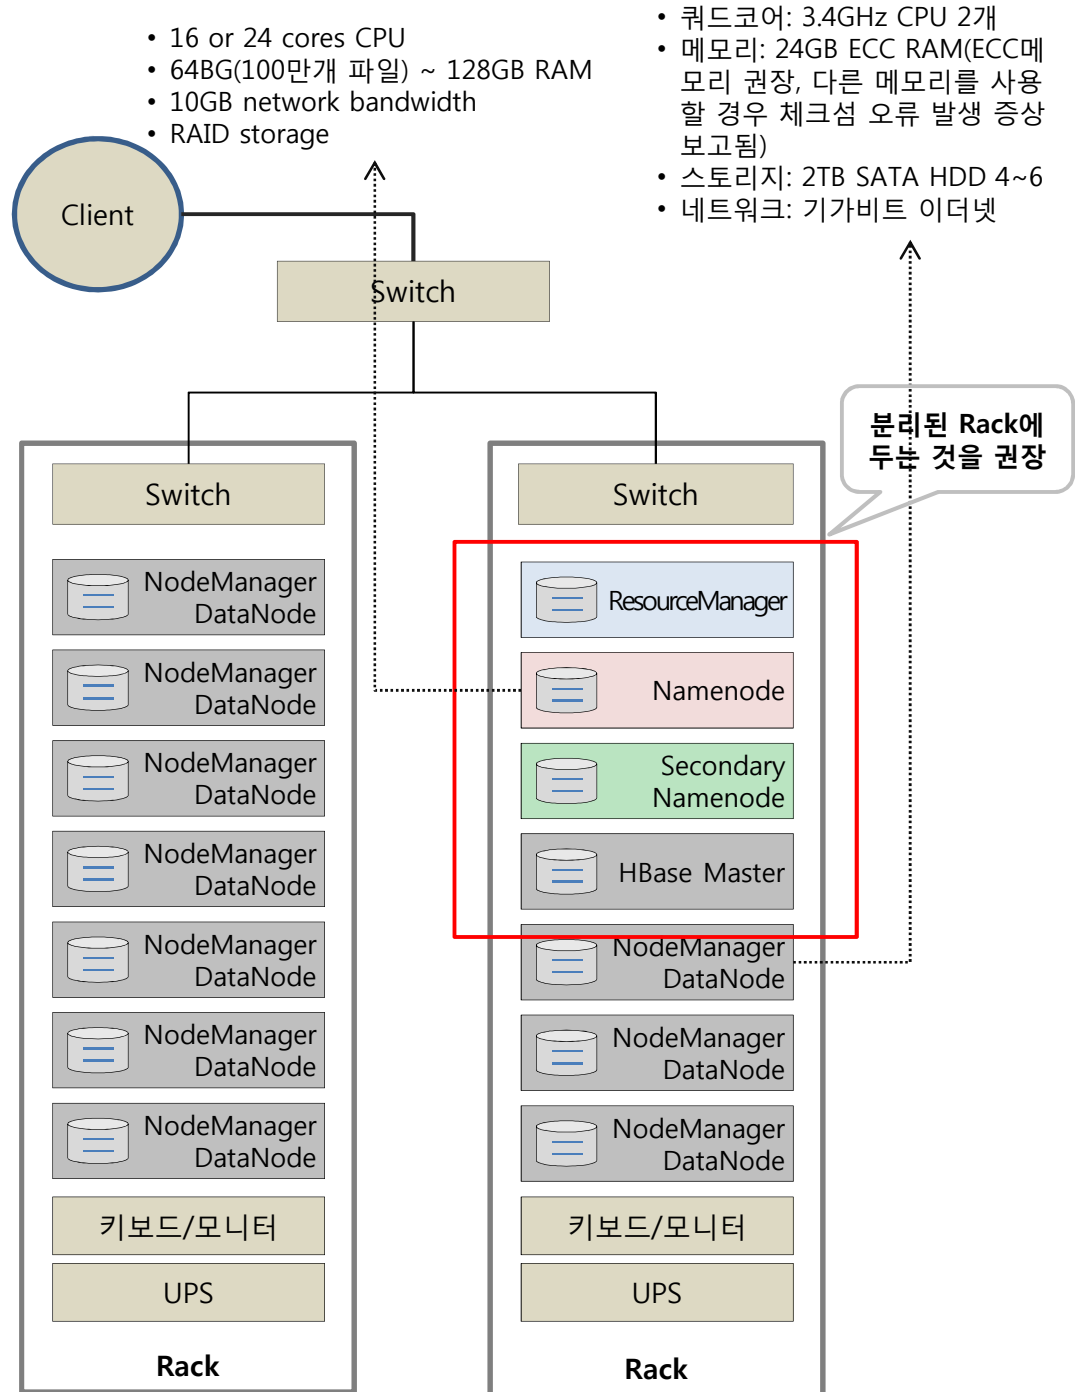 • 16 or 24 cores CPU
• 64BG(100만개 파일) ~ 128GB RAM
• 10GB network bandwidth
• RAID storage
• 쿼드코어: 3.4GHz CPU 2개
• 메모리: 24GB ECC RAM(ECC메
모리 권장, 다른 메모리를 사용
할 경우 체크섬 오류 발생 증상
보고됨)
• 스토리지: 2TB SATA HDD 4~6
• 네트워크: 기가비트 이더넷
Client
Switch
분리된 Rack에
두는 것을 권장
Switch
NodeManager
DataNode
NodeManager
DataNode
NodeManager
DataNode
NodeManager
DataNode
NodeManager
DataNode
NodeManager
DataNode
NodeManager
DataNode
키보드/모니터
UPS
Rack
Switch
ResourceManager
Namenode
Secondary
Namenode
HBase Master
NodeManager
DataNode
NodeManager
DataNode
NodeManager
DataNode
키보드/모니터
UPS
Rack